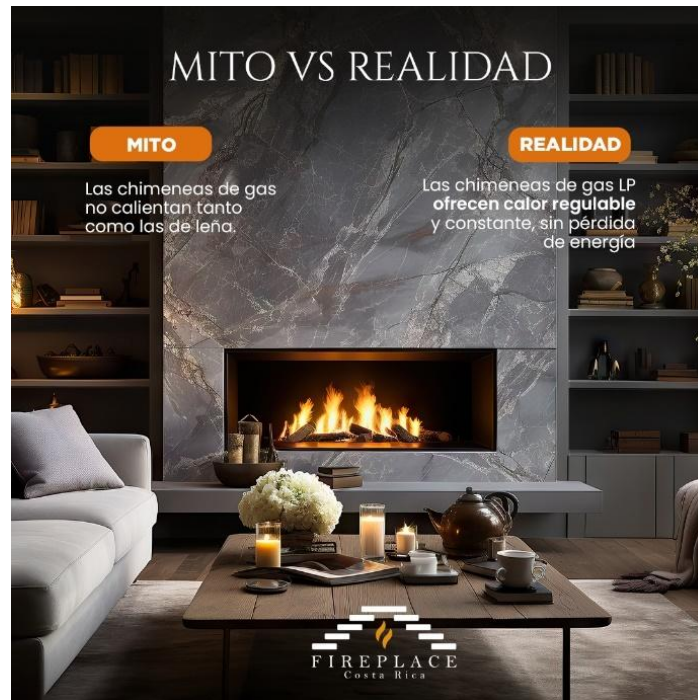 MITO VS REALIDAD
MITO
Las chimeneas de gas
no calientan tanto
como las de leña.
REALIDAD
Las chimeneas de gas LP
ofrecen calor regulable
y constante, sin pérdida
de energía
FIREPLACE
Costa Rica